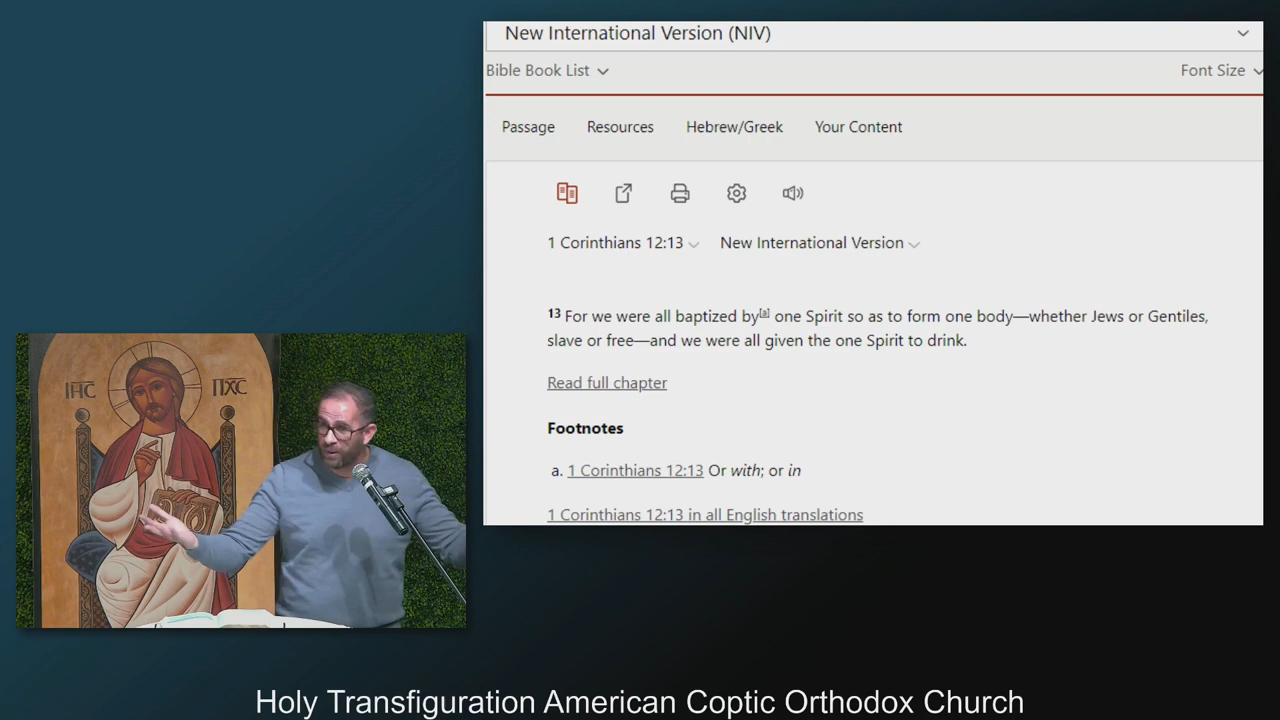 New International Version (NIV)
Bible Book List
Font Size
Passage Resources Hebrew/Greek Your Content
1 Corinthians 12:13 New International Version
13 For we were all baptized by[a] one Spirit so as to form one body—whether Jews or Gentiles,
slave or free—and we were all given the one Spirit to drink.
Read full chapter
Footnotes
a. 1 Corinthians 12:13 Or with; or in
1 Corinthians 12:13 in all English translations
IHC ΠΧC
Holy Transfiguration American Coptic Orthodox Church